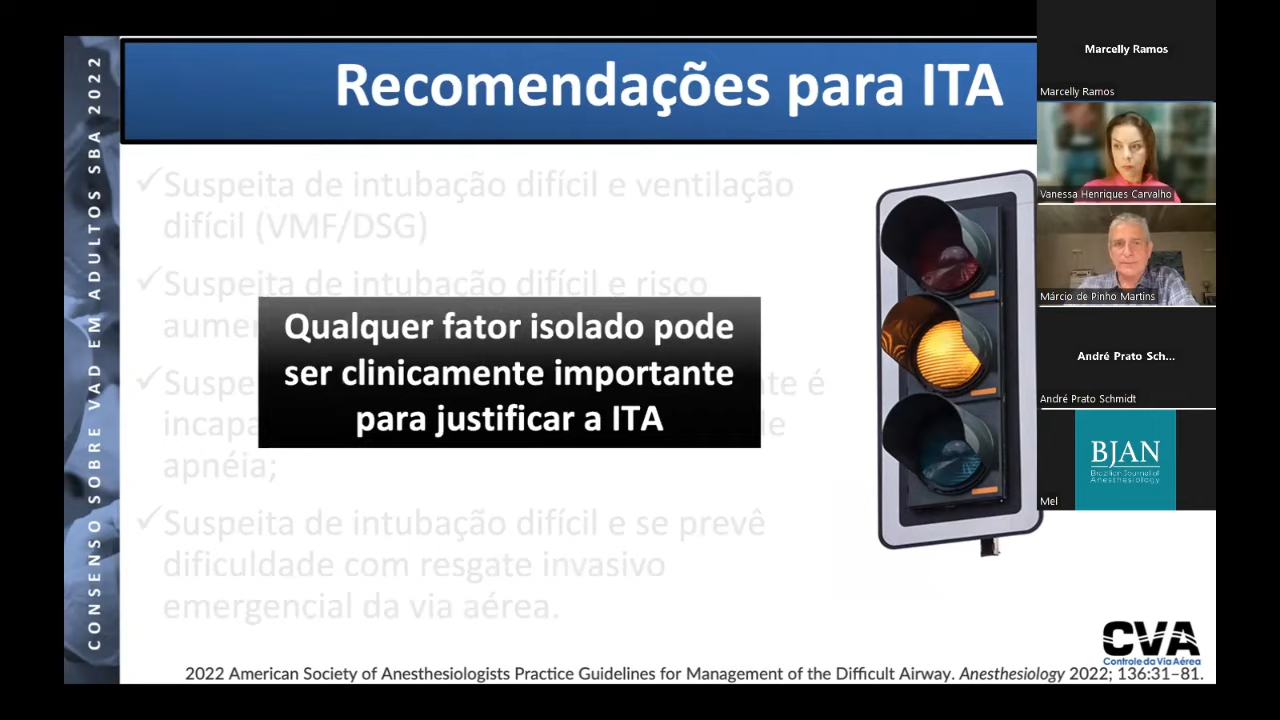 CONSENSO SOBRE VAD EM ADULTOS SBA 2022
Recomendações para ITA
Suspeita de intubação difícil e ventilação
difícil (VMF/DSG)
Suspeita de intubação difícil e risco
Qualquer fator isolado pode
ser clinicamente importante
para justificar a ITA
apnéia;
Suspeita de intubação difícil e se prevê
dificuldade com resgate invasivo
emergencial da via aérea.
CVA
Controle da Via Aérea
2022 American Society of Anesthesiologists Practice Guidelines for Management of the Difficult Airway. Anesthesiology 2022; 136:31–81.
Marcelly Ramos
Marcelly Ramos
Vanessa Henriques Carvalho
Márcio de Pinho Martins
André Prato Sch...
André Prato Schmidt
BJAN
Brazilian Journal of
Anesthesiology
Mel